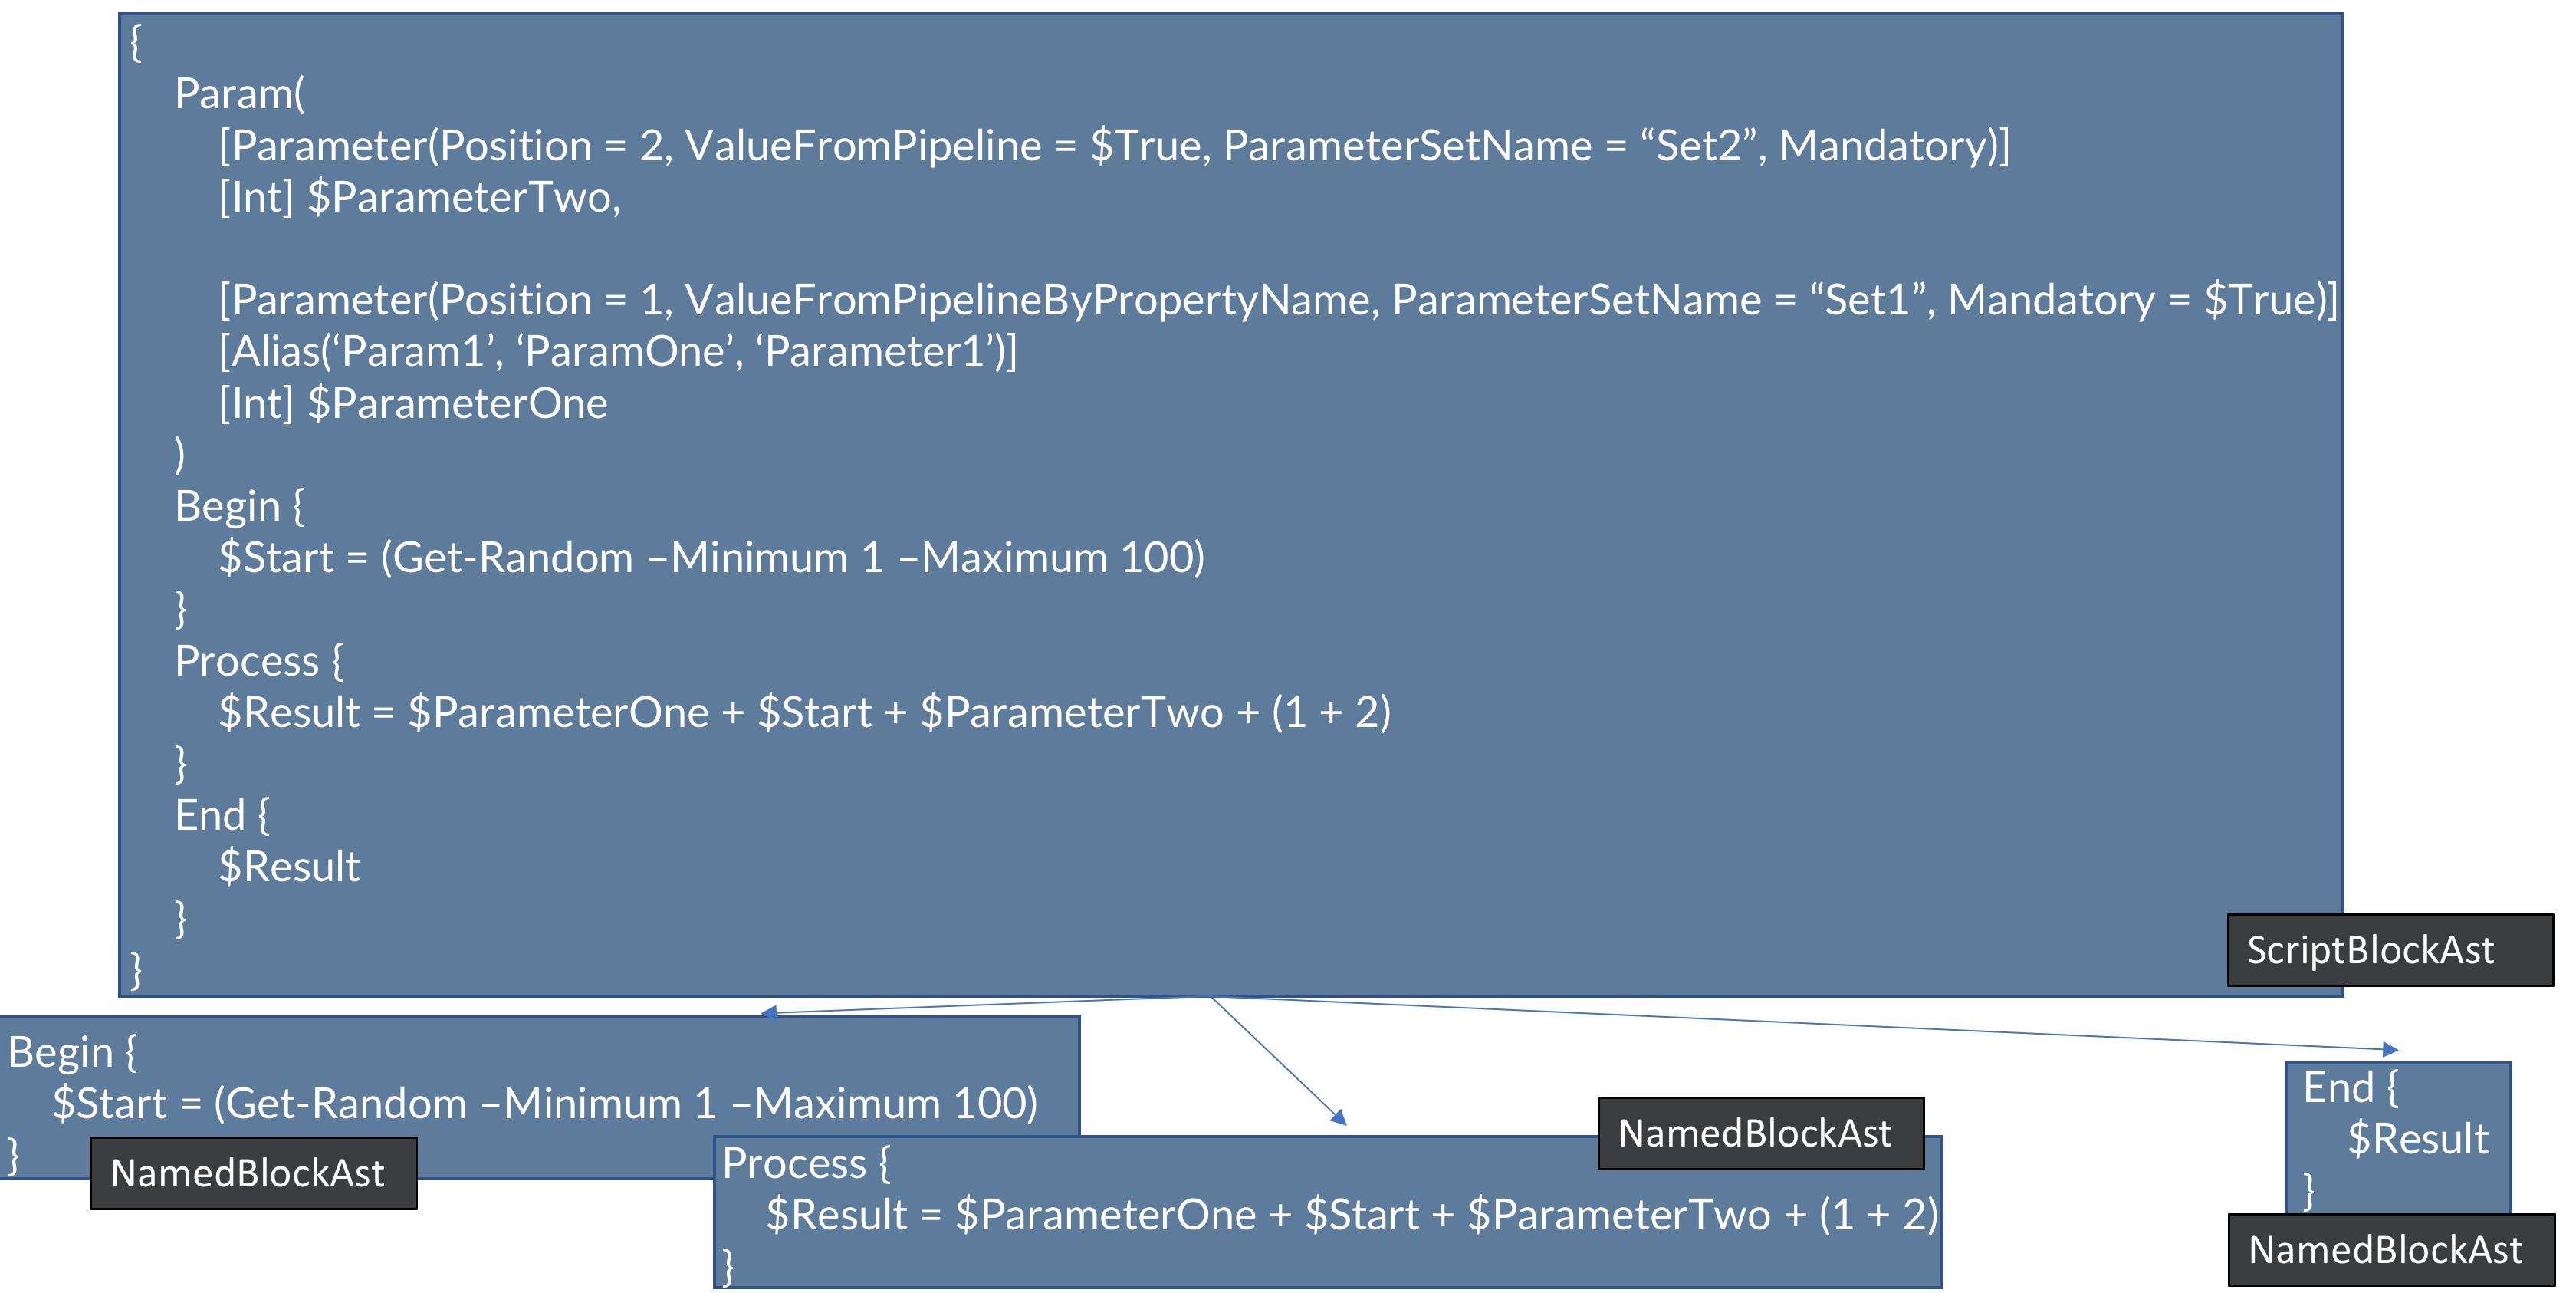 {
Param(
[Parameter(Position = 2, ValueFromPipeline = $True, ParameterSetName = “Set2”, Mandatory)]
[Int] $ParameterTwo,
[Parameter(Position = 1, ValueFromPipelineByPropertyName, ParameterSetName = “Set1”, Mandatory = $True)]
[Alias(‘Param1’, ‘ParamOne’, ‘Parameter1’)]
[Int] $ParameterOne
)
Begin {
$Start = (Get-Random –Minimum 1 –Maximum 100)
}
Process {
$Result = $ParameterOne + $Start + $ParameterTwo + (1 + 2)
}
End {
$Result
}
}
ScriptBlockAst
Begin {
$Start = (Get-Random –Minimum 1 –Maximum 100)
}
NamedBlockAst
Process {
$Result = $ParameterOne + $Start + $ParameterTwo + (1 + 2)
}
NamedBlockAst
End {
$Result
}
NamedBlockAst